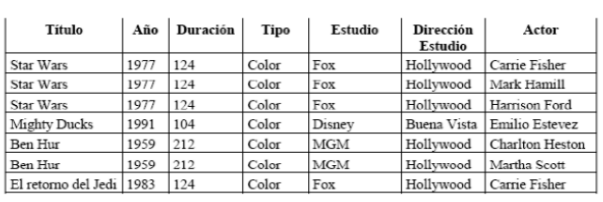 Título Año Duración Tipo Estudio Dirección Estudio Actor
Star Wars 1977 124 Color Fox Hollywood Carrie Fisher
Star Wars 1977 124 Color Fox Hollywood Mark Hamill
Star Wars 1977 124 Color Fox Hollywood Harrison Ford
Mighty Ducks 1991 104 Color Disney Buena Vista Emilio Estevez
Ben Hur 1959 212 Color MGM Hollywood Charlton Heston
Ben Hur 1959 212 Color MGM Hollywood Martha Scott
El retorno del Jedi 1983 124 Color Fox Hollywood Carrie Fisher